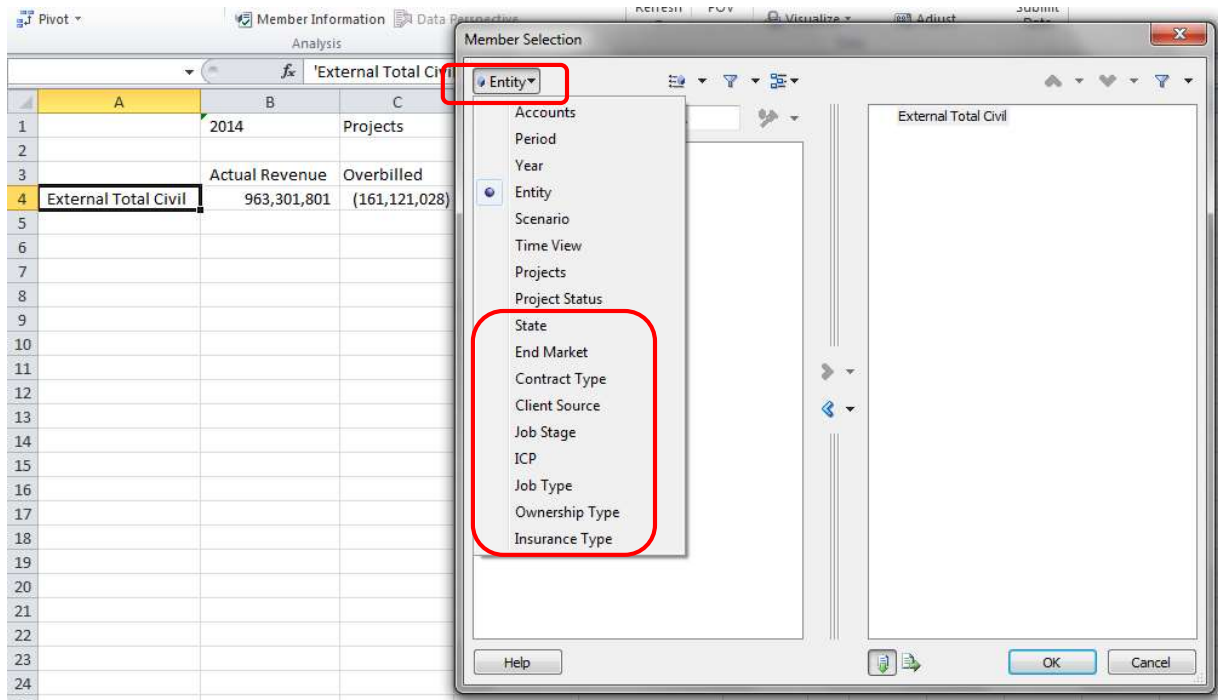 Pivot
Member Information
Data Perspective
Refresh
POV
Visualize
Adjust
Submit
Data
Analysis
fx 'External Total Civi
A B C
1 2014 Projects
2
3 Actual Revenue Overbilled
4 External Total Civil 963,301,801 (161,121,028)
5
6
7
8
9
10
11
12
13
14
15
16
17
18
19
20
21
22
23
24
Member Selection
Entity
Accounts
Period
Year
Entity
Scenario
Time View
Projects
Project Status
State
End Market
Contract Type
Client Source
Job Stage
ICP
Job Type
Ownership Type
Insurance Type
External Total Civil
Help
OK
Cancel